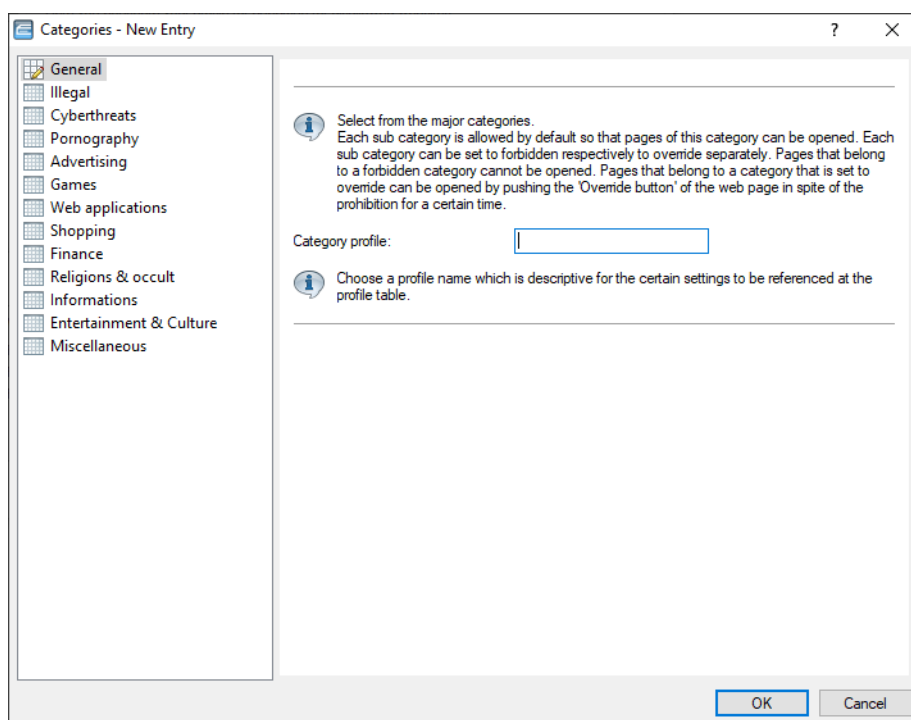 Categories - New Entry
?
General
Illegal
Cyberthreats
Pornography
Advertising
Games
Web applications
Shopping
Finance
Religions & occult
Informations
Entertainment & Culture
Miscellaneous
Select from the major categories.
Each sub category is allowed by default so that pages of this category can be opened. Each
sub category can be set to forbidden respectively to override separately. Pages that belong
to a forbidden category cannot be opened. Pages that belong to a category that is set to
override can be opened by pushing the 'Override button' of the web page in spite of the
prohibition for a certain time.
Category profile:
Choose a profile name which is descriptive for the certain settings to be referenced at the
profile table.
OK
Cancel